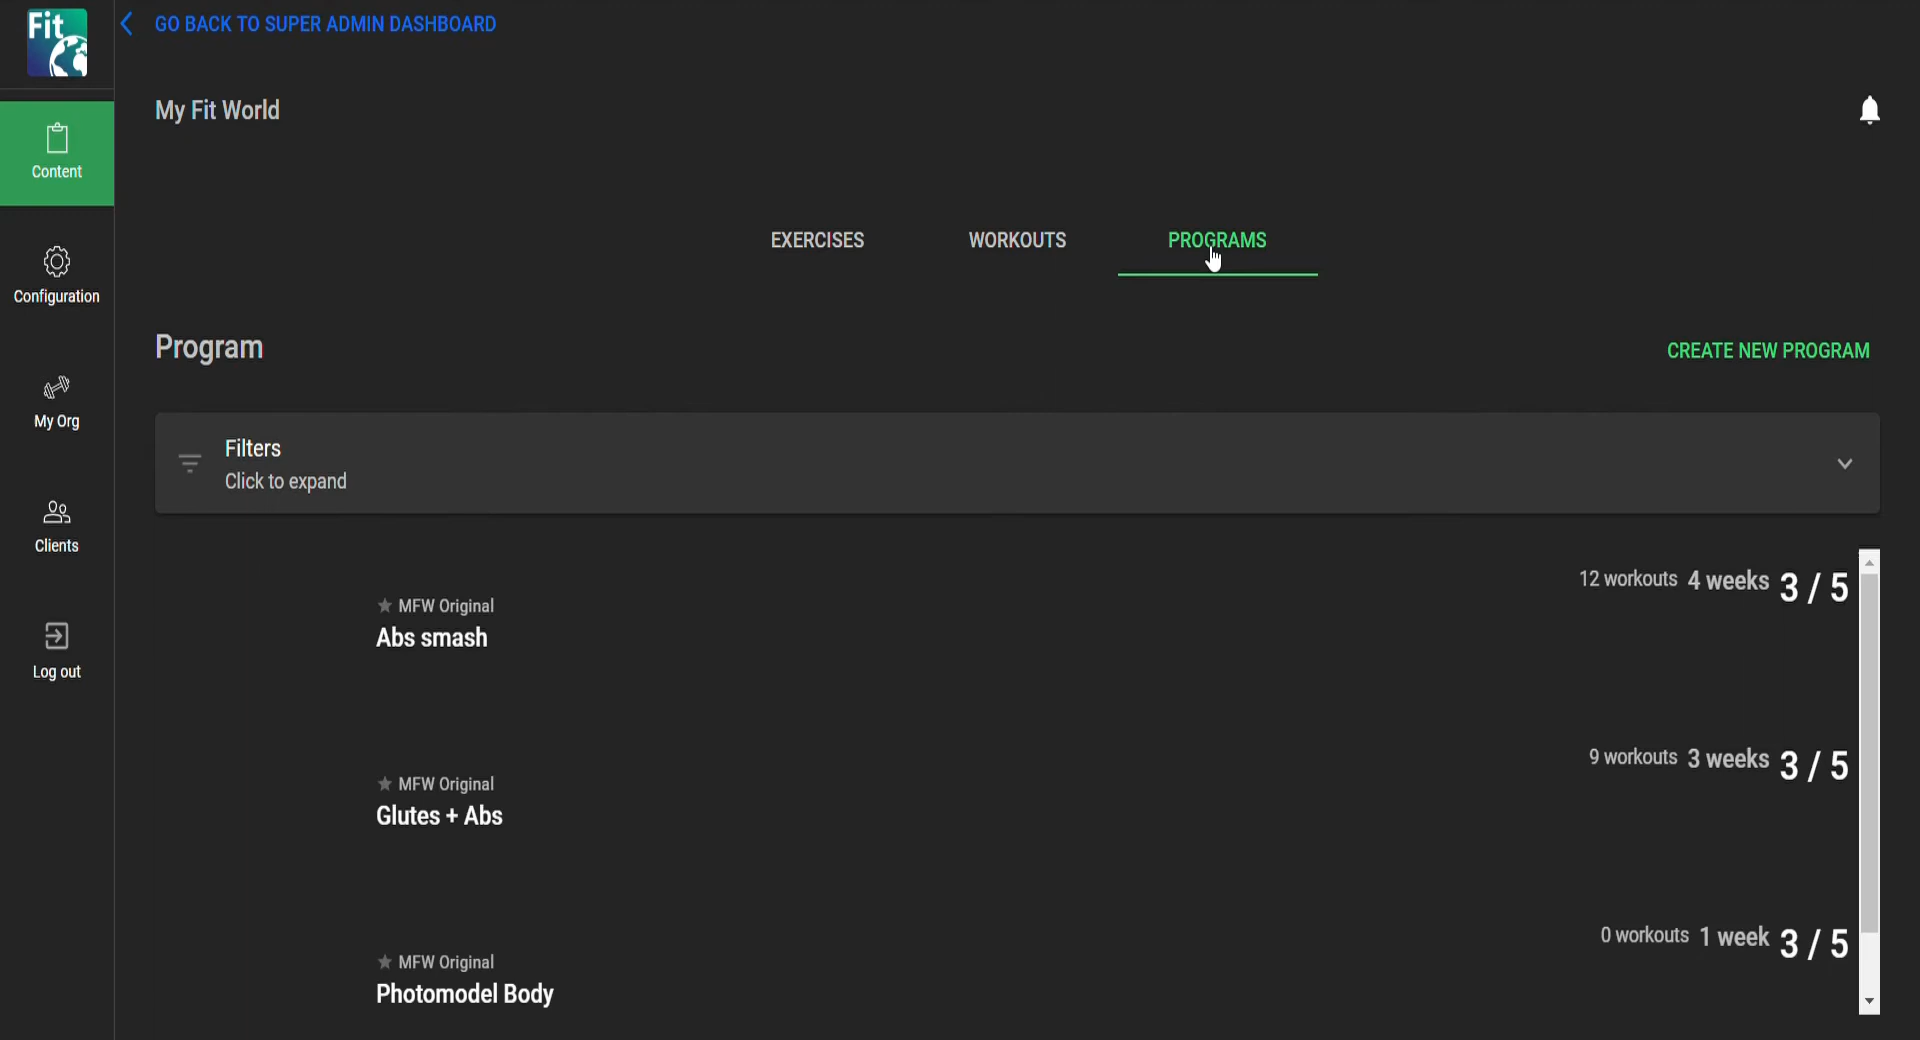 Fit
GO BACK TO SUPER ADMIN DASHBOARD
My Fit World
Content
Configuration
My Org
Clients
Log out
EXERCISES
WORKOUTS
PROGRAMS
Program
CREATE NEW PROGRAM
Filters
Click to expand
MFW Original
Abs smash
12 workouts 4 weeks 3 / 5
MFW Original
Glutes + Abs
9 workouts 3 weeks 3 / 5
MFW Original
Photomodel Body
0 workouts 1 week 3 / 5